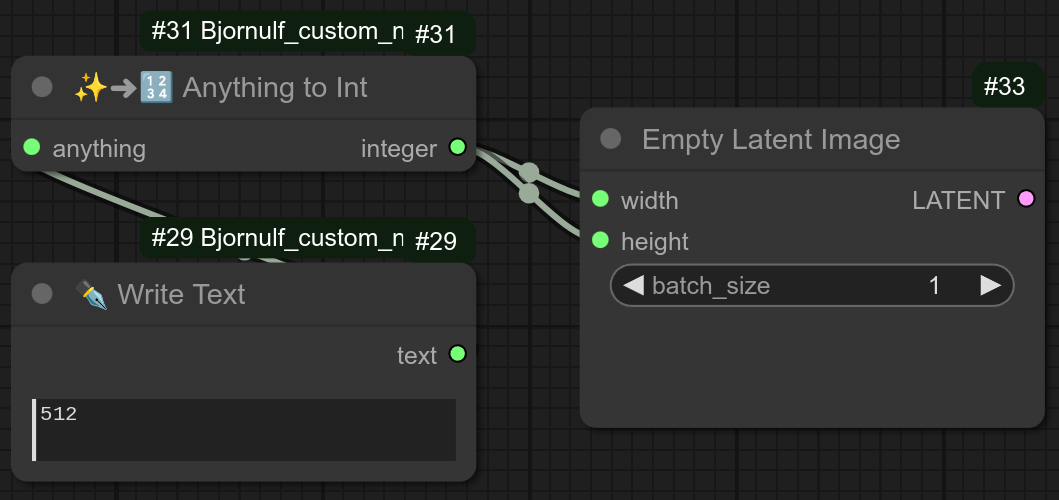 #31 Bjornulf_custom_n #31
✨➜🔢 Anything to Int
anything integer
#29 Bjornulf_custom_n #29
✒️ Write Text
text
512
#33
Empty Latent Image
width LATENT
height
batch_size 1